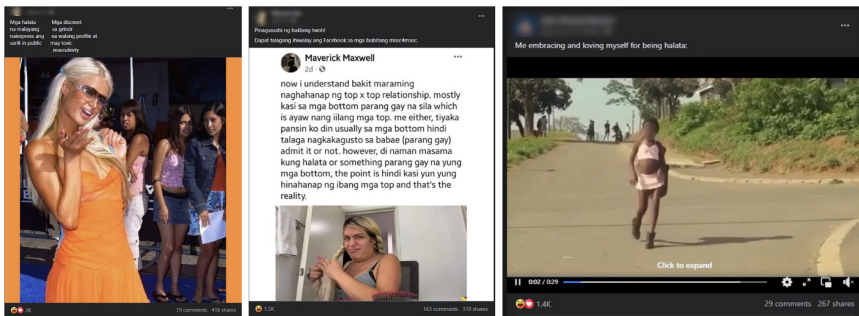 Mga halata
na malayang
naiexpress ang
sarili in public
Mga discreet
sa grindr
na walang profile at
may toxic
masculinity
2K
79 comments 418 shares
Pinagsasabi ng baklang twoh!
Dapat talagang ihiwalay ang Facebook sa mga bobitang masc4masc.
Maverick Maxwell
2d
now i understand bakit maraming
naghahanap ng top x top relationship. mostly
kasi sa mga bottom parang gay na sila which
is ayaw nang iilang mga top. me either, tiyaka
pansin ko din usually sa mga bottom hindi
talaga nagkakagusto sa babae (parang gay)
admit it or not. however, di naman masama
kung halata or something parang gay na yung
mga bottom, the point is hindi kasi yun yung
hinahanap ng ibang mga top and that's the
reality.
1.1K
163 comments 310 shares
Me embracing and loving myself for being halata:
Click to expand
0:02 / 0:29
1.4K
29 comments 267 shares